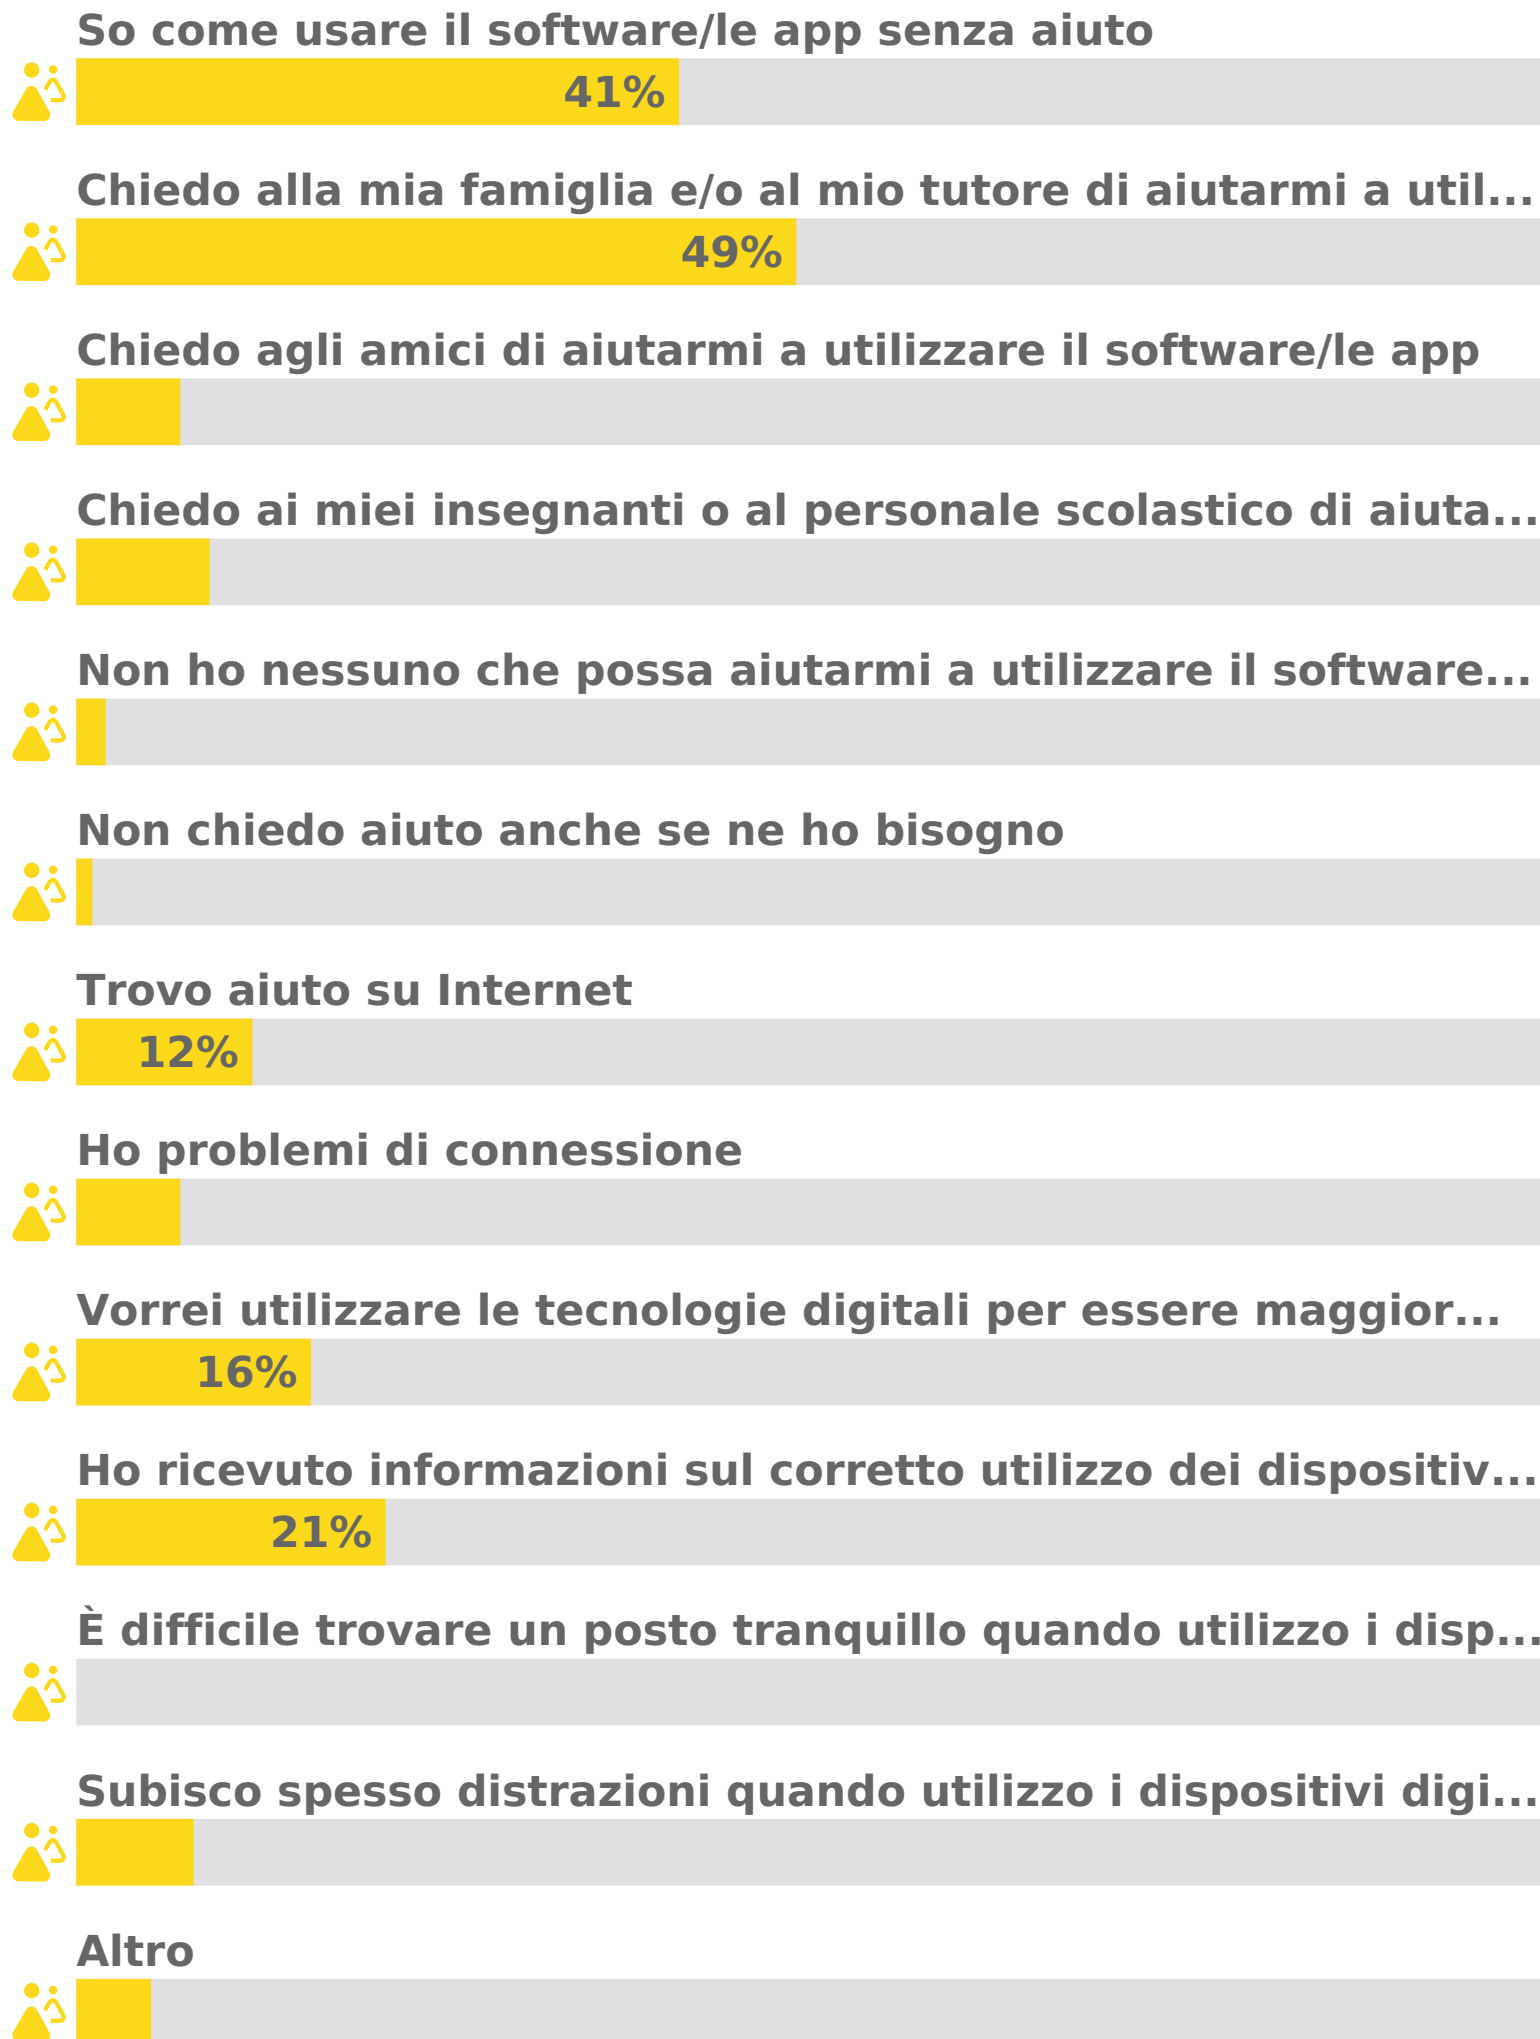 So come usare il software/le app senza aiuto
41%
Chiedo alla mia famiglia e/o al mio tutore di aiutarmi a util...
49%
Chiedo agli amici di aiutarmi a utilizzare il software/le app
Chiedo ai miei insegnanti o al personale scolastico di aiuta...
Non ho nessuno che possa aiutarmi a utilizzare il software...
Non chiedo aiuto anche se ne ho bisogno
Trovo aiuto su Internet
12%
Ho problemi di connessione
Vorrei utilizzare le tecnologie digitali per essere maggior...
16%
Ho ricevuto informazioni sul corretto utilizzo dei dispositiv...
21%
È difficile trovare un posto tranquillo quando utilizzo i disp...
Subisco spesso distrazioni quando utilizzo i dispositivi digi...
Altro